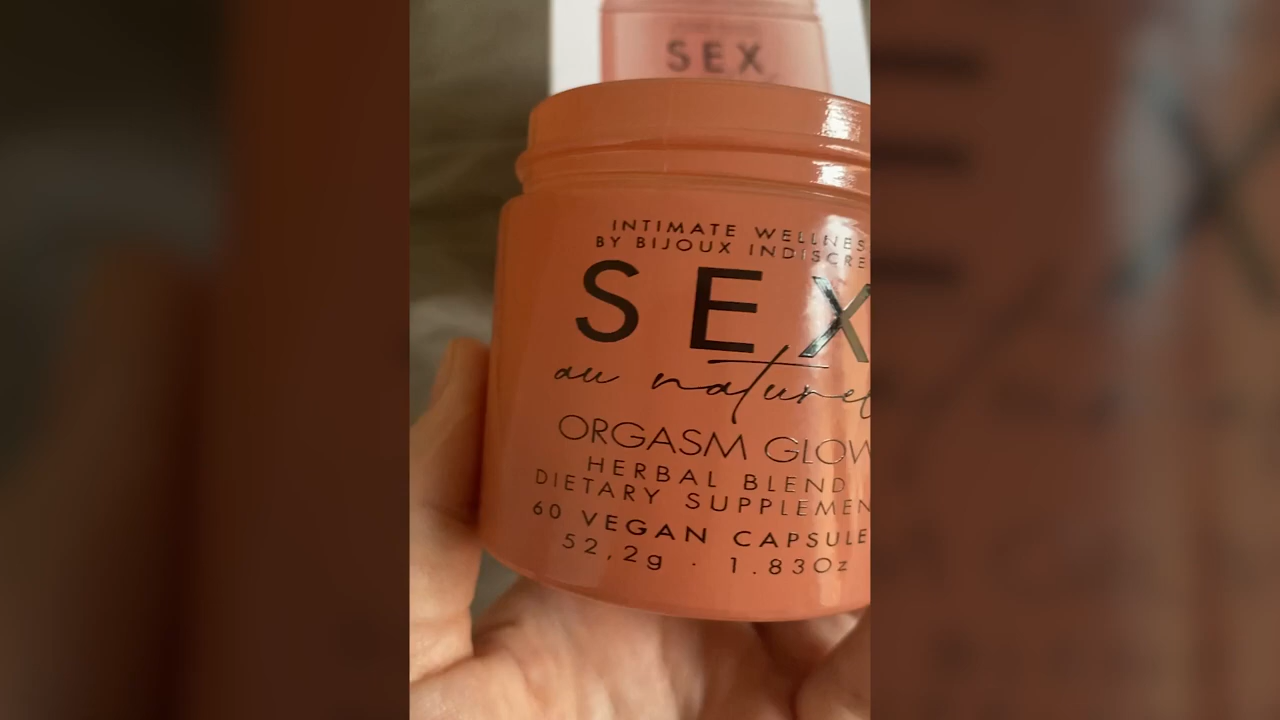 SEX
INTIMATE WELLNES
BY BIJOUX INDISCRE
SEX
au naturel
ORGASM GLOW
HERBAL BLEND
DIETARY SUPPLEMEN
60 VEGAN CAPSULE
52,2g · 1.83Oz